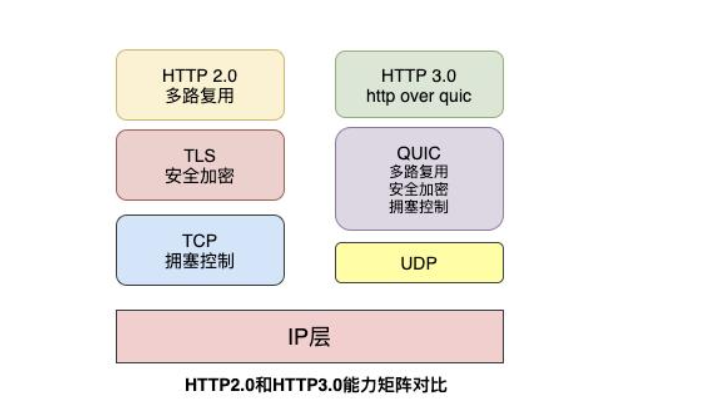 HTTP 2.0
多路复用
TLS
安全加密
TCP
拥塞控制
HTTP 3.0
http over quic
QUIC
多路复用
安全加密
拥塞控制
UDP
IP层
HTTP2.0和HTTP3.0能力矩阵对比